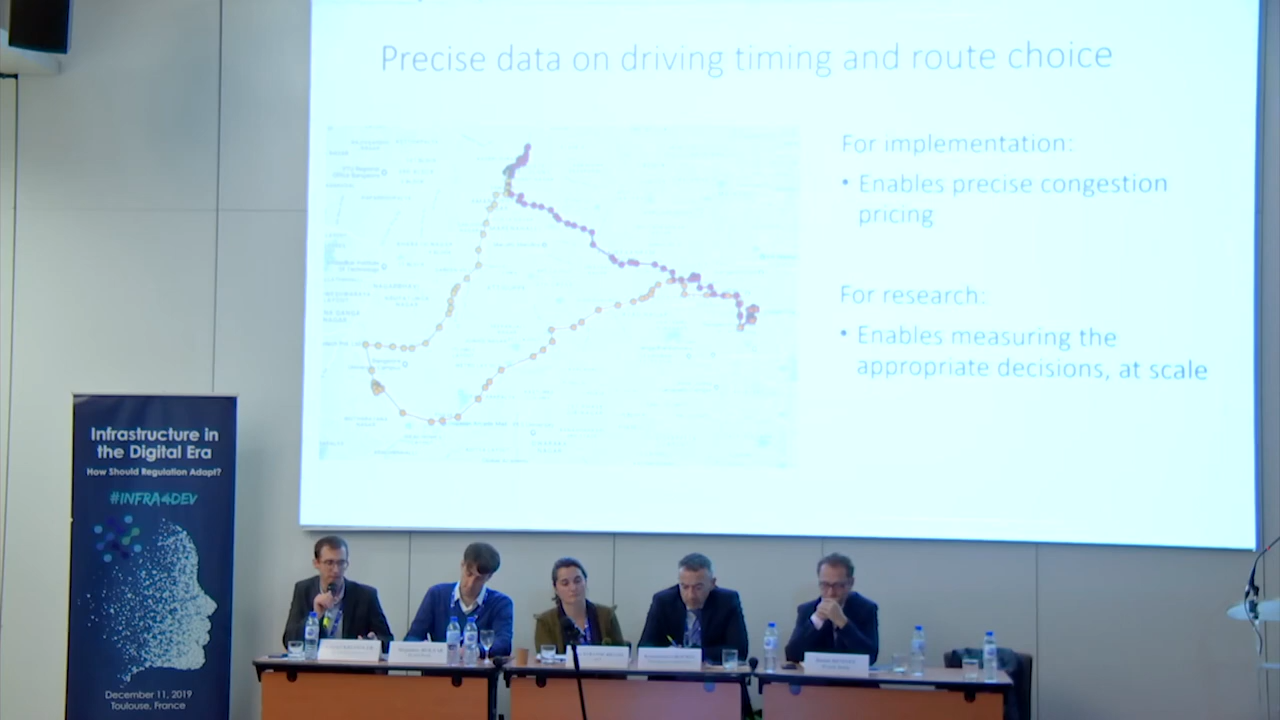 Precise data on driving timing and route choice
For implementation:
• Enables precise congestion
pricing
For research:
• Enables measuring the
appropriate decisions, at scale
Infrastructure in
the Digital Era
How Should Regulation Adapt?
#INFRA4DEV
December 11, 2019
Toulouse, France